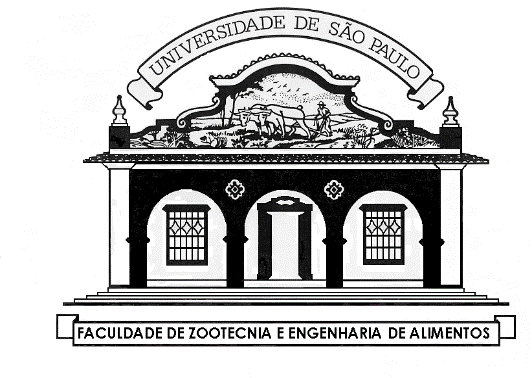 UNIVERSIDADE DE SÃO PAULO
FACULDADE DE ZOOTECNIA E ENGENHARIA DE ALIMENTOS